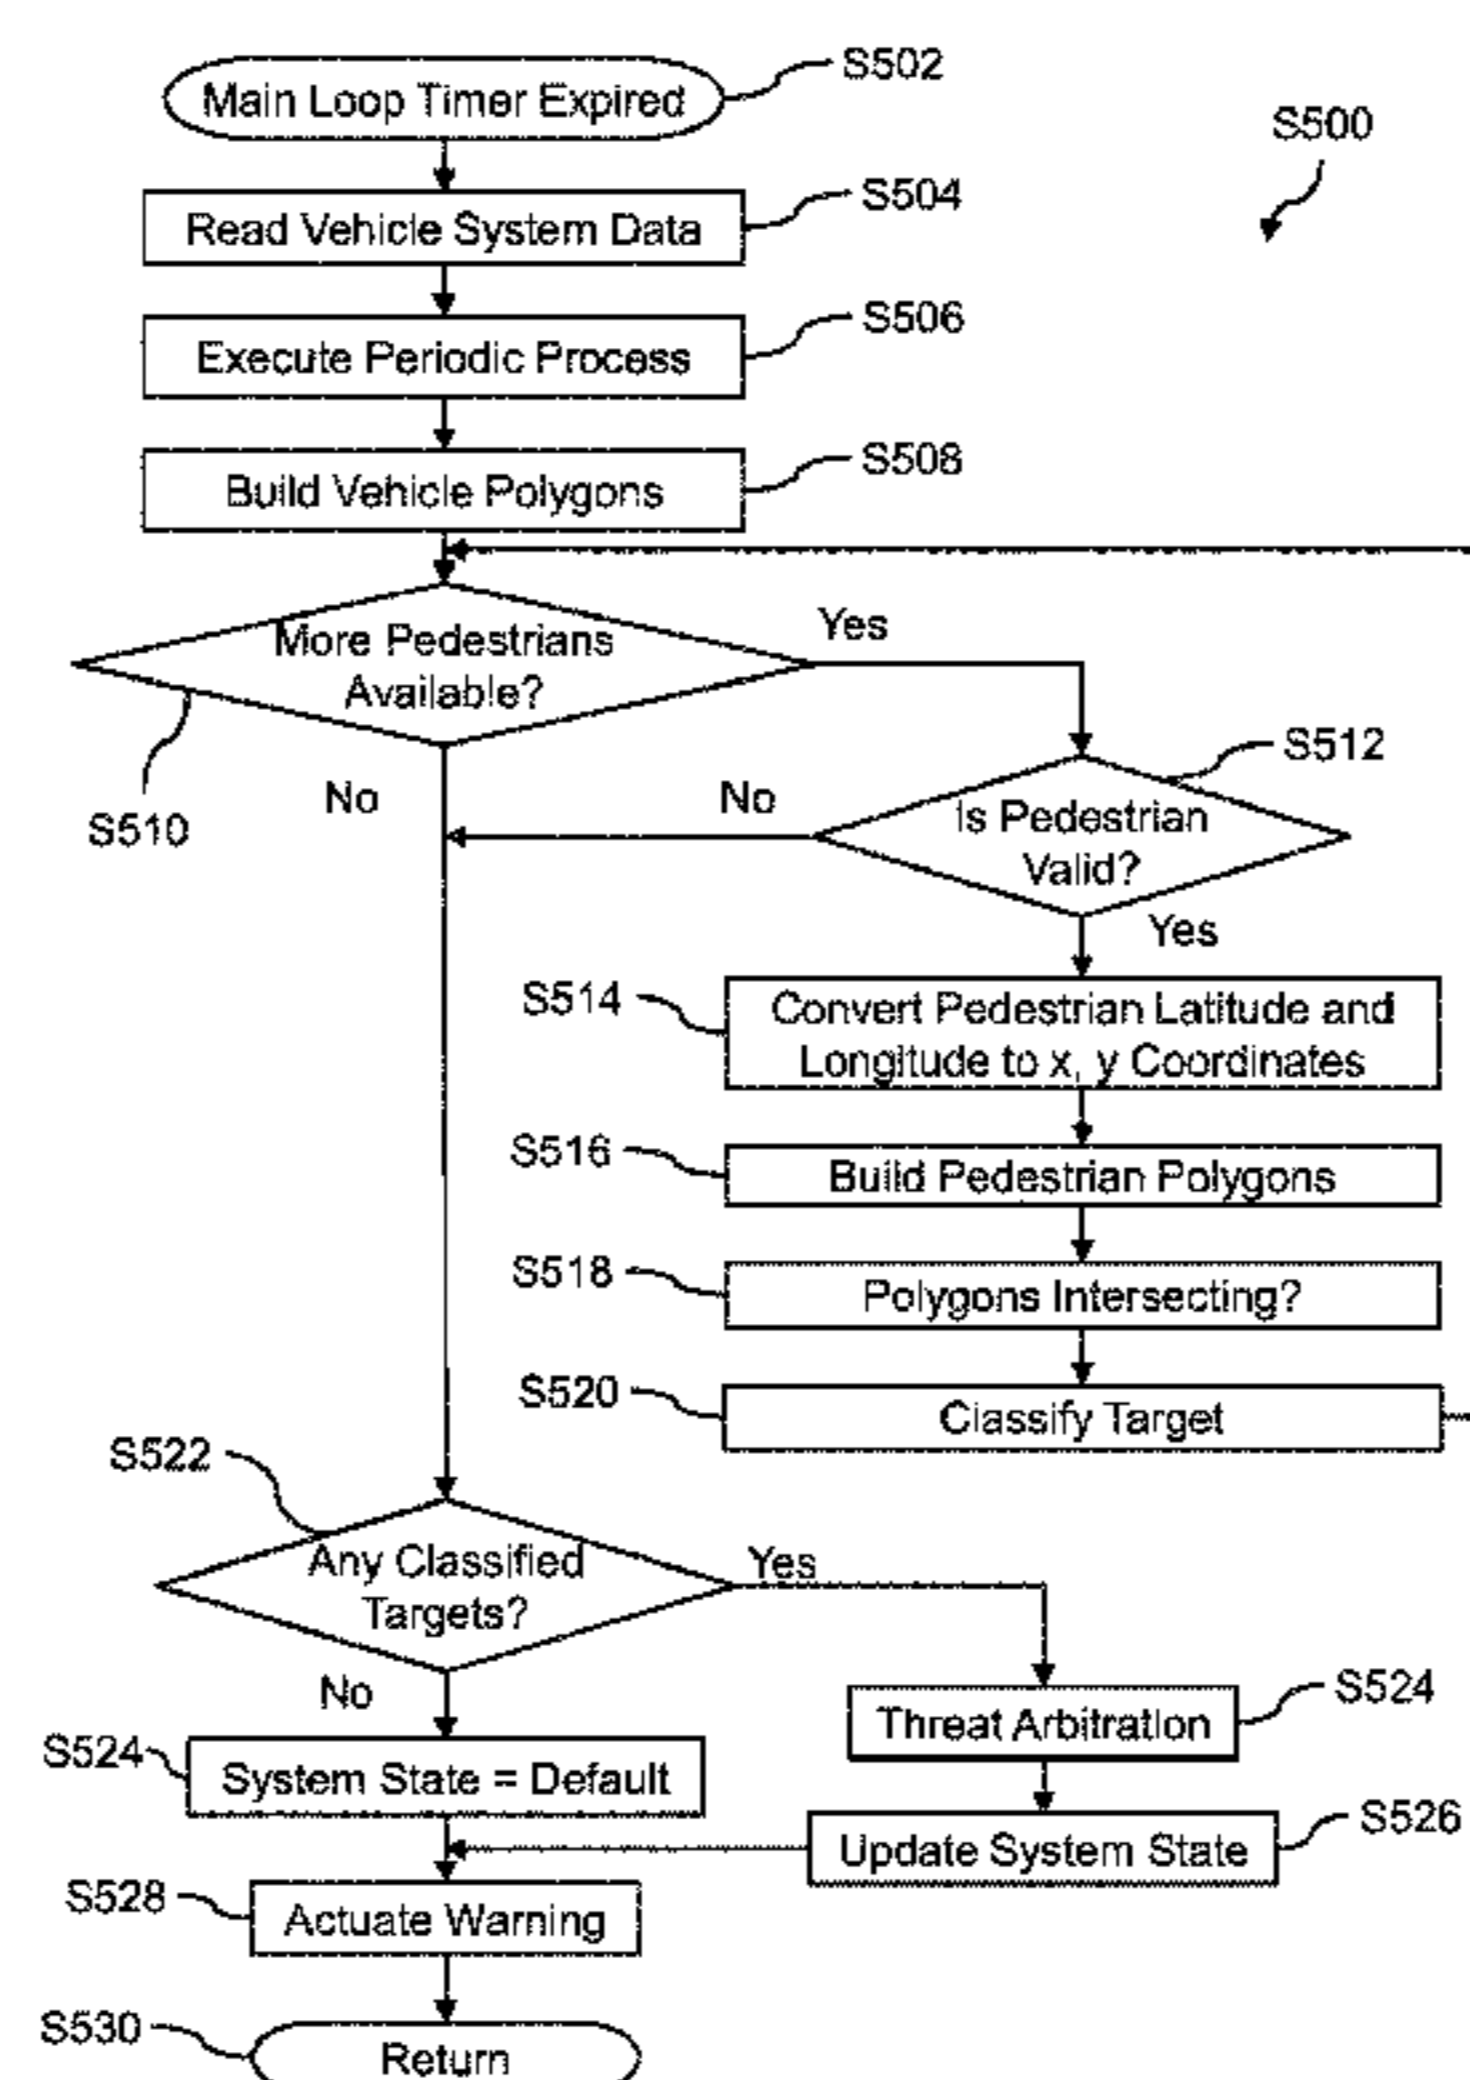 Main Loop Timer Expired
S502
S500
Read Vehicle System Data
S504
Execute Periodic Process
S506
Build Vehicle Polygons
S508
More Pedestrians
Available?
Yes
S510
No
No
Is Pedestrian
Valid?
S512
Yes
S514
Convert Pedestrian Latitude and
Longitude to x, y Coordinates
S516
Build Pedestrian Polygons
S518
Polygons Intersecting?
S520
Classify Target
S522
Any Classified
Targets?
Yes
No
S524
System State = Default
Threat Arbitration
S524
Update System State
S526
S528
Actuate Warning
S530
Return